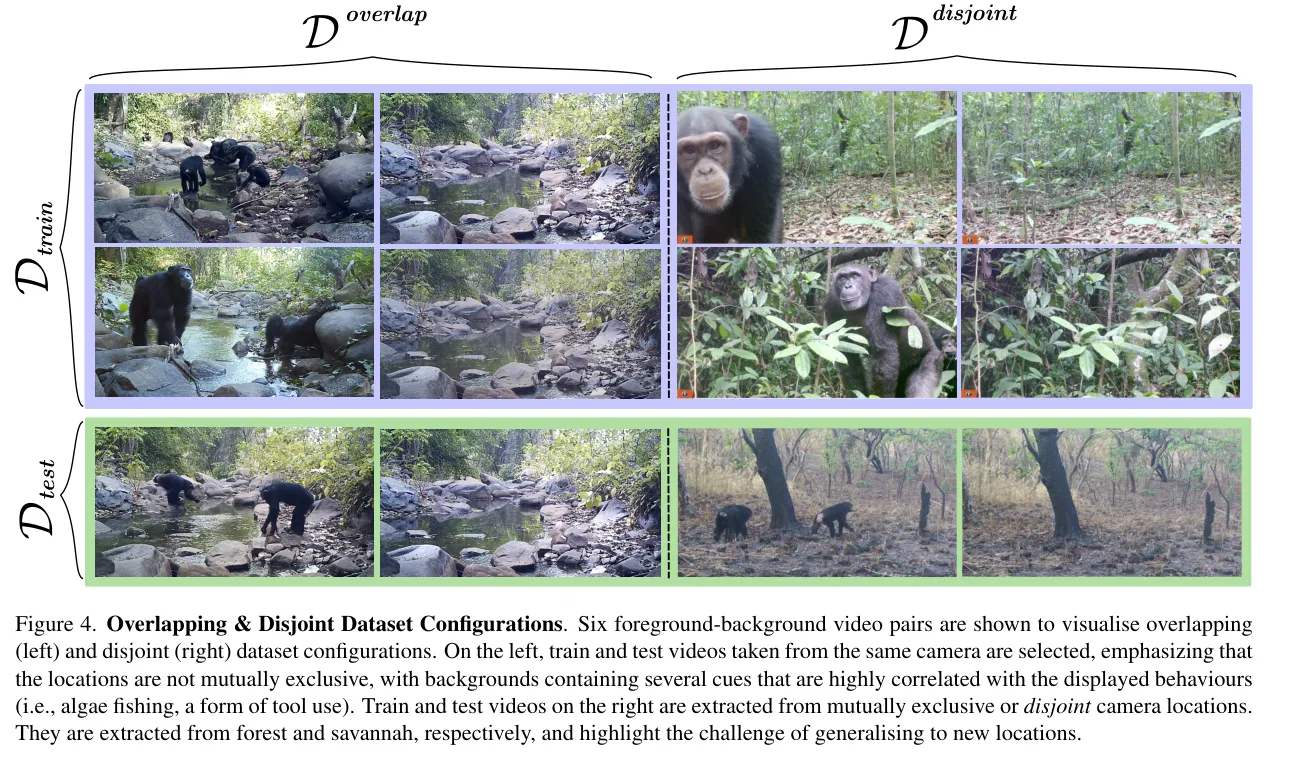 D overlap
D disjoint
D train
D test
Figure 4. Overlapping & Disjoint Dataset Configurations. Six foreground-background video pairs are shown to visualise overlapping
(left) and disjoint (right) dataset configurations. On the left, train and test videos taken from the same camera are selected, emphasizing that
the locations are not mutually exclusive, with backgrounds containing several cues that are highly correlated with the displayed behaviours
(i.e., algae fishing, a form of tool use). Train and test videos on the right are extracted from mutually exclusive or disjoint camera locations.
They are extracted from forest and savannah, respectively, and highlight the challenge of generalising to new locations.